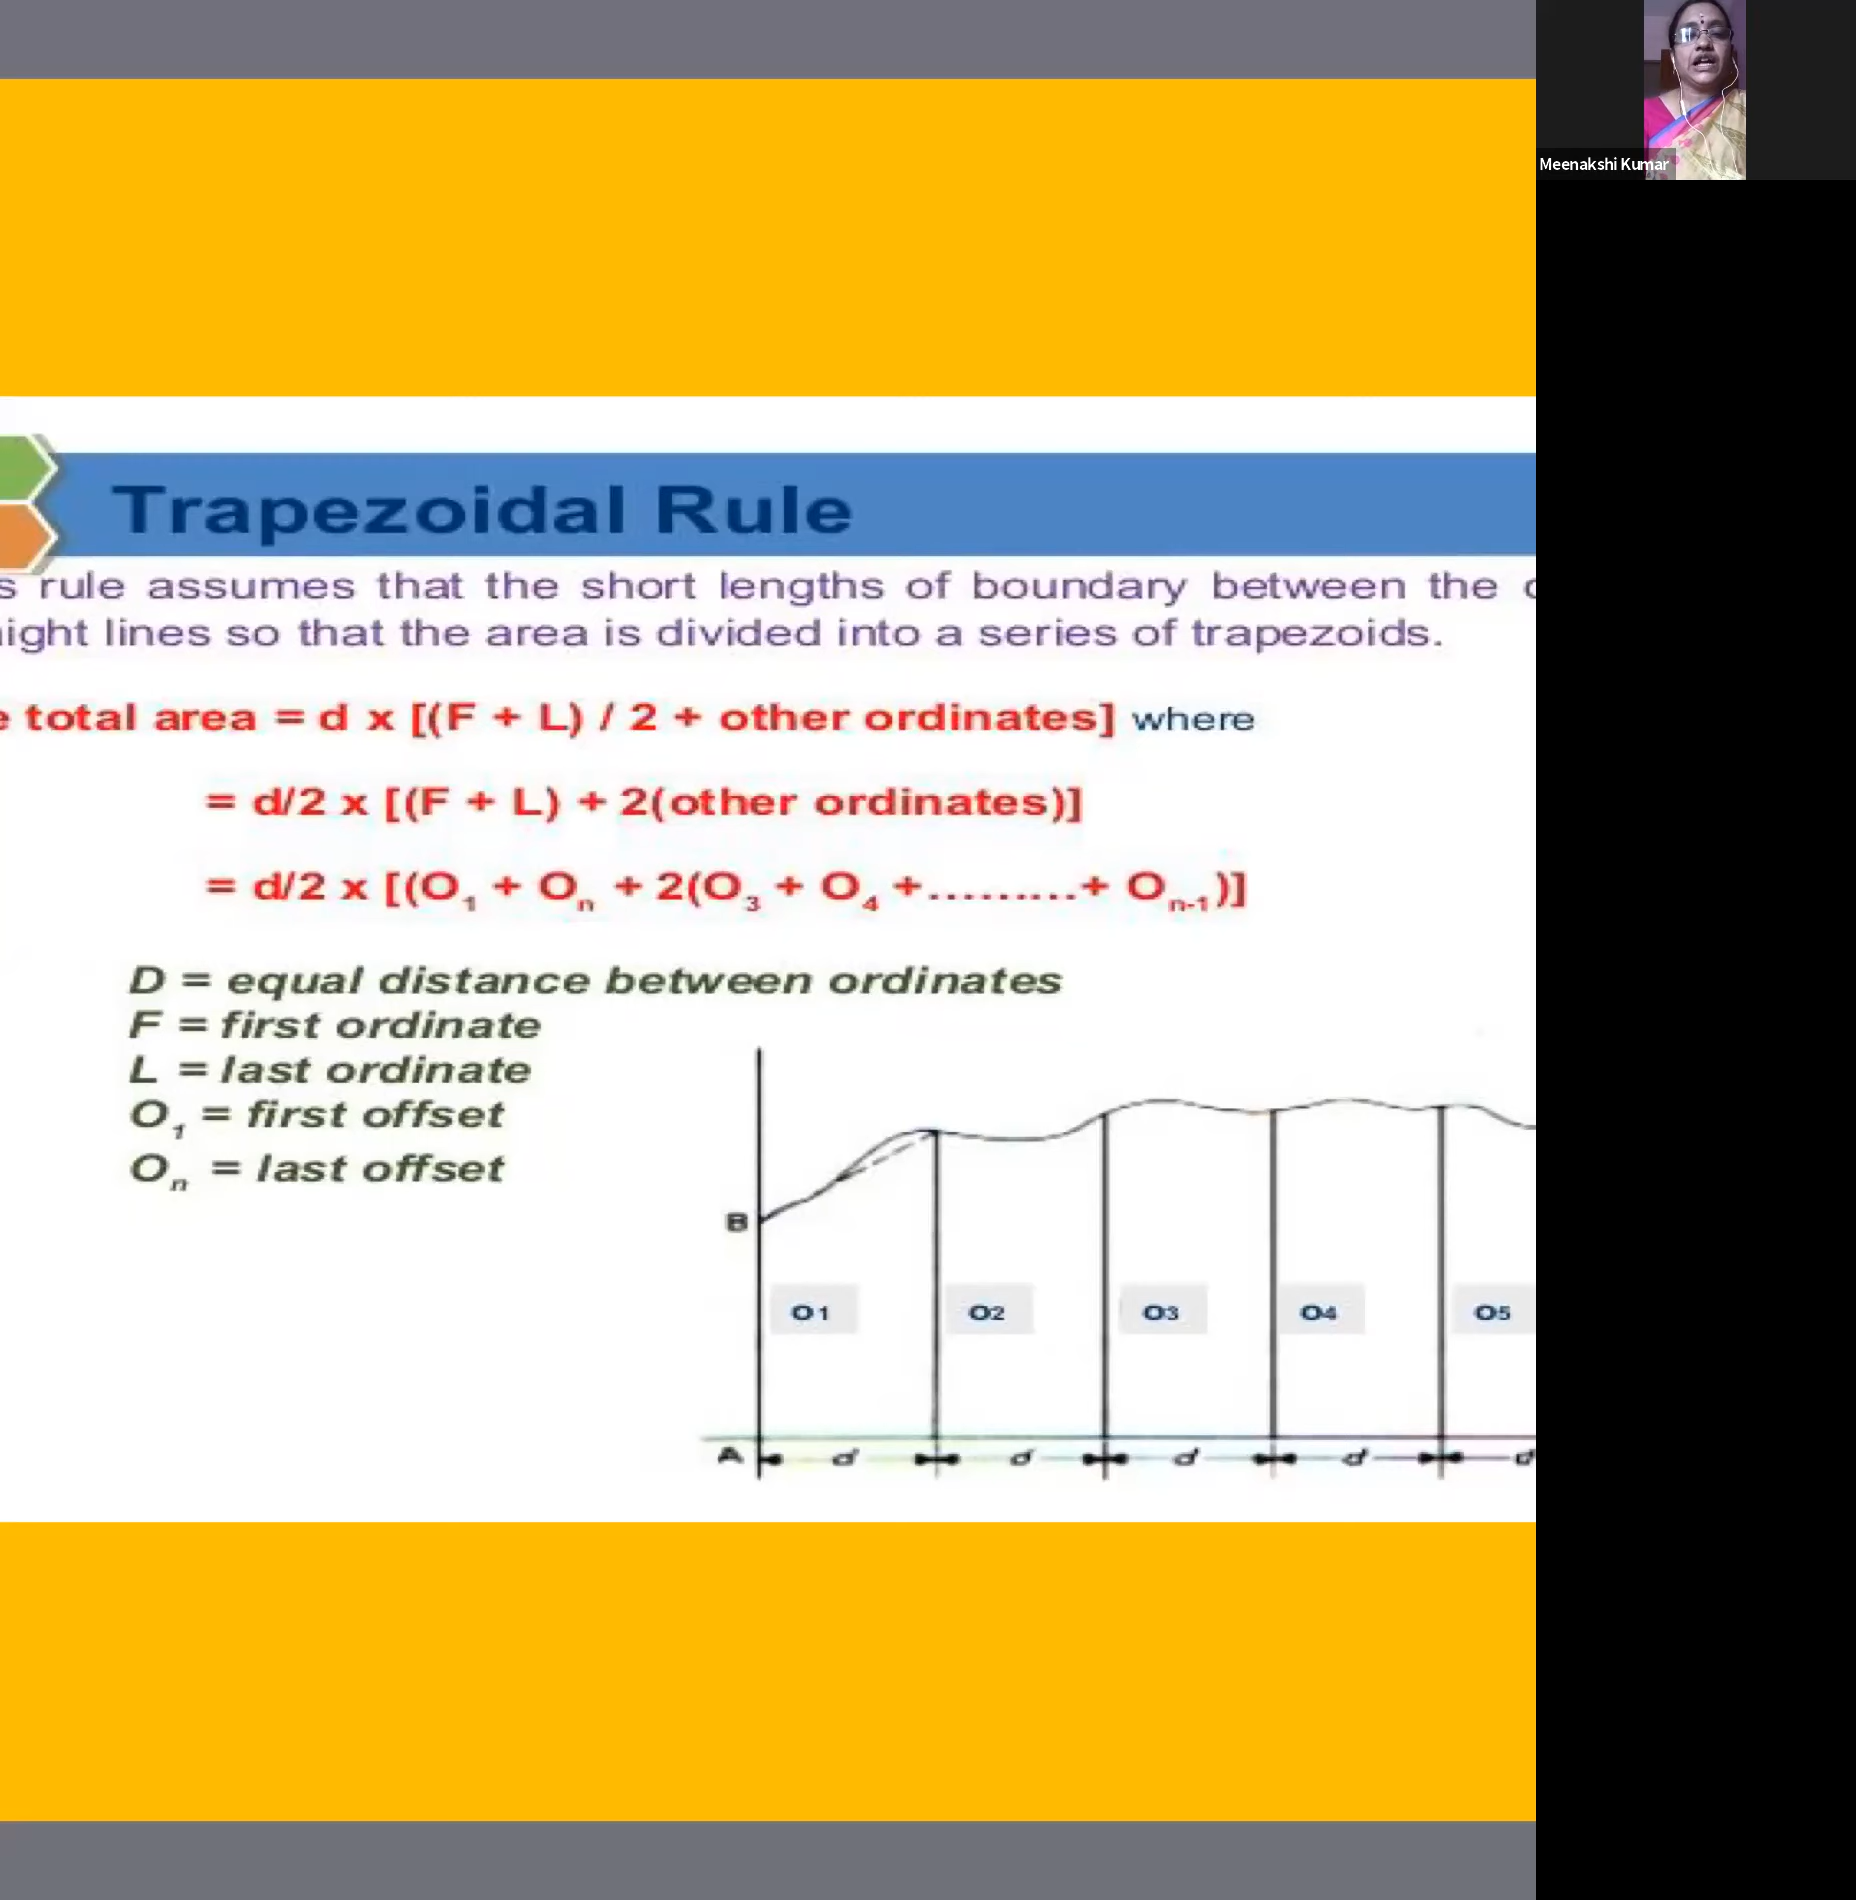 Meenakshi Kumar
Trapezoidal Rule
s rule assumes that the short lengths of boundary between the
ight lines so that the area is divided into a series of trapezoids.
e total area = d x [(F + L) / 2 + other ordinates] where
= d/2 x [(F + L) + 2(other ordinates)]
= d/2 x [(O1 + On + 2(O3 + O4 +.........+ On-1)]
D = equal distance between ordinates
F = first ordinate
L = last ordinate
O1 = first offset
On = last offset
B
O1 O2 O3 O4 O5
A d d d d d